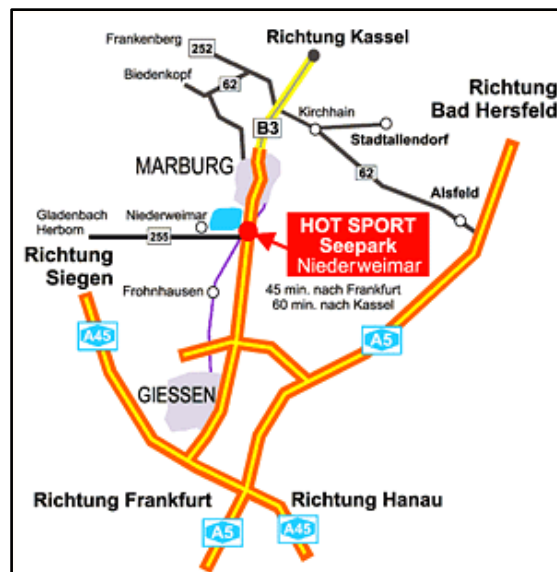 Frankenberg
252
Richtung Kassel
Biedenkopf
62
Richtung
Bad Hersfeld
B3
Kirchhain
Stadtallendorf
MARBURG
62
Alsfeld
Gladenbach
Herborn
Niederweimar
255
HOT SPORT
Seepark
Niederweimar
Richtung
Siegen
45 min. nach Frankfurt
60 min. nach Kassel
Frohnhausen
A45
A5
GIESSEN
Richtung Frankfurt
Richtung Hanau
A5
A45